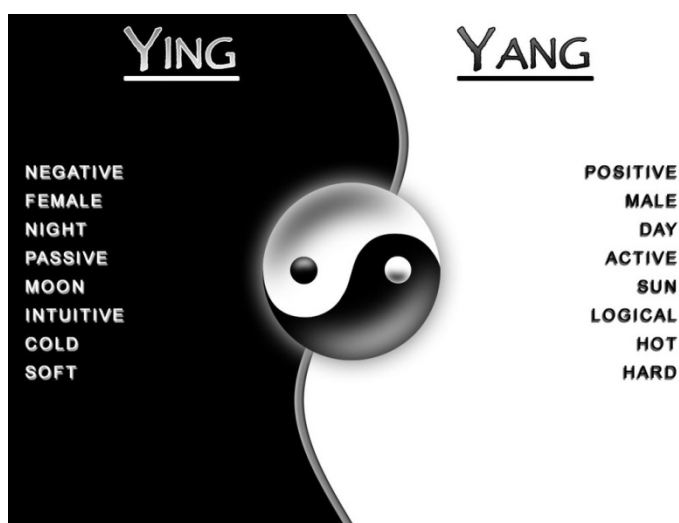 YING
YANG
NEGATIVE
FEMALE
NIGHT
PASSIVE
MOON
INTUITIVE
COLD
SOFT
POSITIVE
MALE
DAY
ACTIVE
SUN
LOGICAL
HOT
HARD